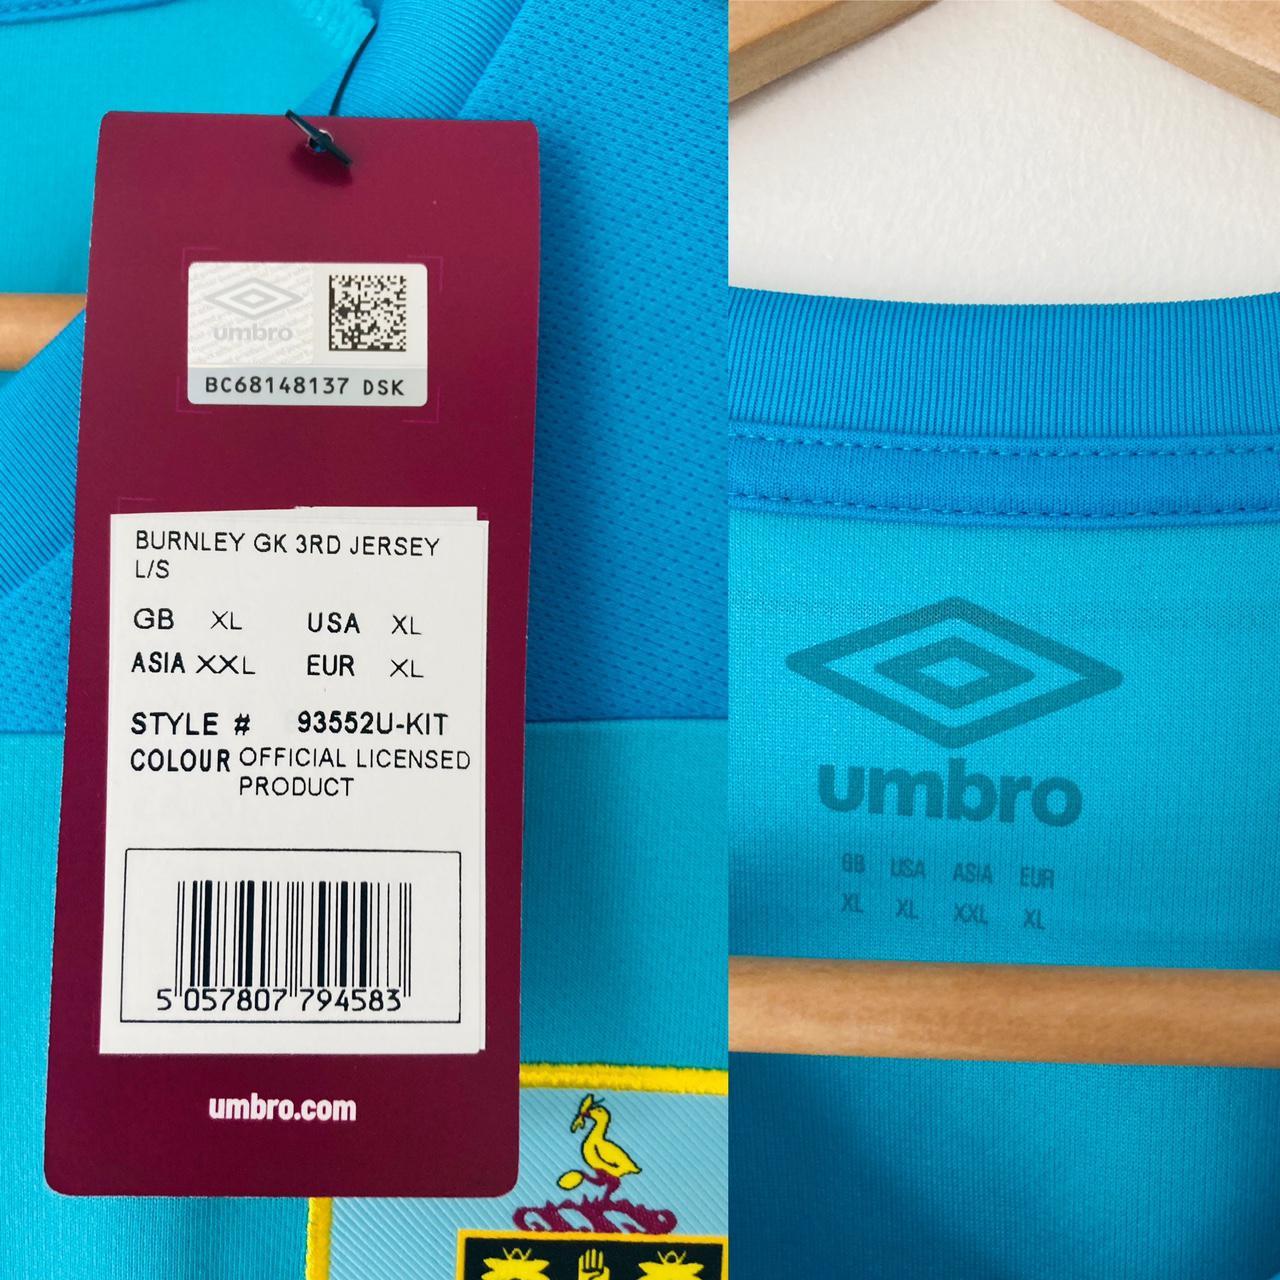 umbro
BC68148137 DSK
BURNLEY GK 3RD JERSEY
L/S
GB XL USA XL
ASIA XXL EUR XL
STYLE # 93552U-KIT
COLOUR OFFICIAL LICENSED
PRODUCT
5 057807 794583
umbro.com
umbro
GB USA ASIA EUR
XL XL XXL XL